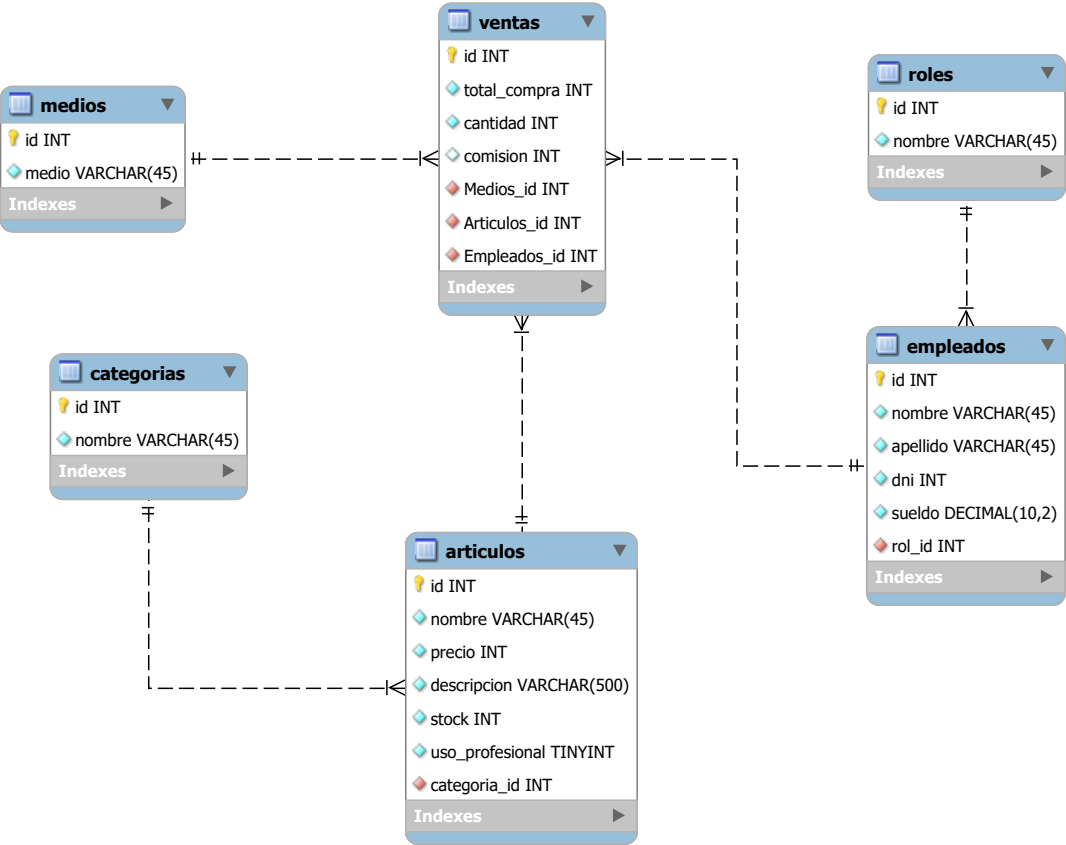 ventas
id INT
total_compra INT
cantidad INT
comision INT
Medios_id INT
Articulos_id INT
Empleados_id INT
Indexes
medios
id INT
medio VARCHAR(45)
Indexes
roles
id INT
nombre VARCHAR(45)
Indexes
categorias
id INT
nombre VARCHAR(45)
Indexes
empleados
id INT
nombre VARCHAR(45)
apellido VARCHAR(45)
dni INT
sueldo DECIMAL(10,2)
rol_id INT
Indexes
articulos
id INT
nombre VARCHAR(45)
precio INT
descripcion VARCHAR(500)
stock INT
uso_profesional TINYINT
categoria_id INT
Indexes